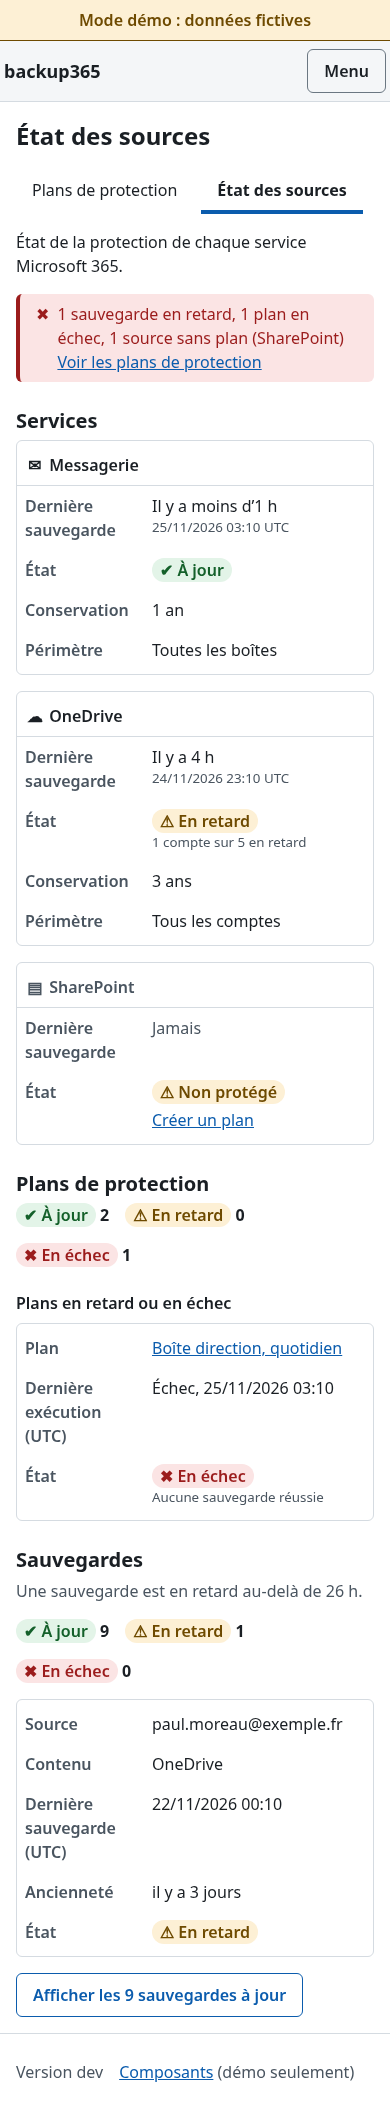 Mode démo : données fictives
backup365
Menu
État des sources
Plans de protection
État des sources
État de la protection de chaque service
Microsoft 365.
✖ 1 sauvegarde en retard, 1 plan en
échec, 1 source sans plan (SharePoint)
Voir les plans de protection
Services
✉ Messagerie
Dernière
sauvegarde
Il y a moins d’1 h
25/11/2026 03:10 UTC
État
✔ À jour
Conservation
1 an
Périmètre
Toutes les boîtes
☁ OneDrive
Dernière
sauvegarde
Il y a 4 h
24/11/2026 23:10 UTC
État
⚠ En retard
1 compte sur 5 en retard
Conservation
3 ans
Périmètre
Tous les comptes
▤ SharePoint
Dernière
sauvegarde
Jamais
État
⚠ Non protégé
Créer un plan
Plans de protection
✔ À jour 2 ⚠ En retard 0
✖ En échec 1
Plans en retard ou en échec
Plan
Boîte direction, quotidien
Dernière
exécution
(UTC)
Échec, 25/11/2026 03:10
État
✖ En échec
Aucune sauvegarde réussie
Sauvegardes
Une sauvegarde est en retard au-delà de 26 h.
✔ À jour 9 ⚠ En retard 1
✖ En échec 0
Source
paul.moreau@exemple.fr
Contenu
OneDrive
Dernière
sauvegarde
(UTC)
22/11/2026 00:10
Ancienneté
il y a 3 jours
État
⚠ En retard
Afficher les 9 sauvegardes à jour
Version dev Composants (démo seulement)